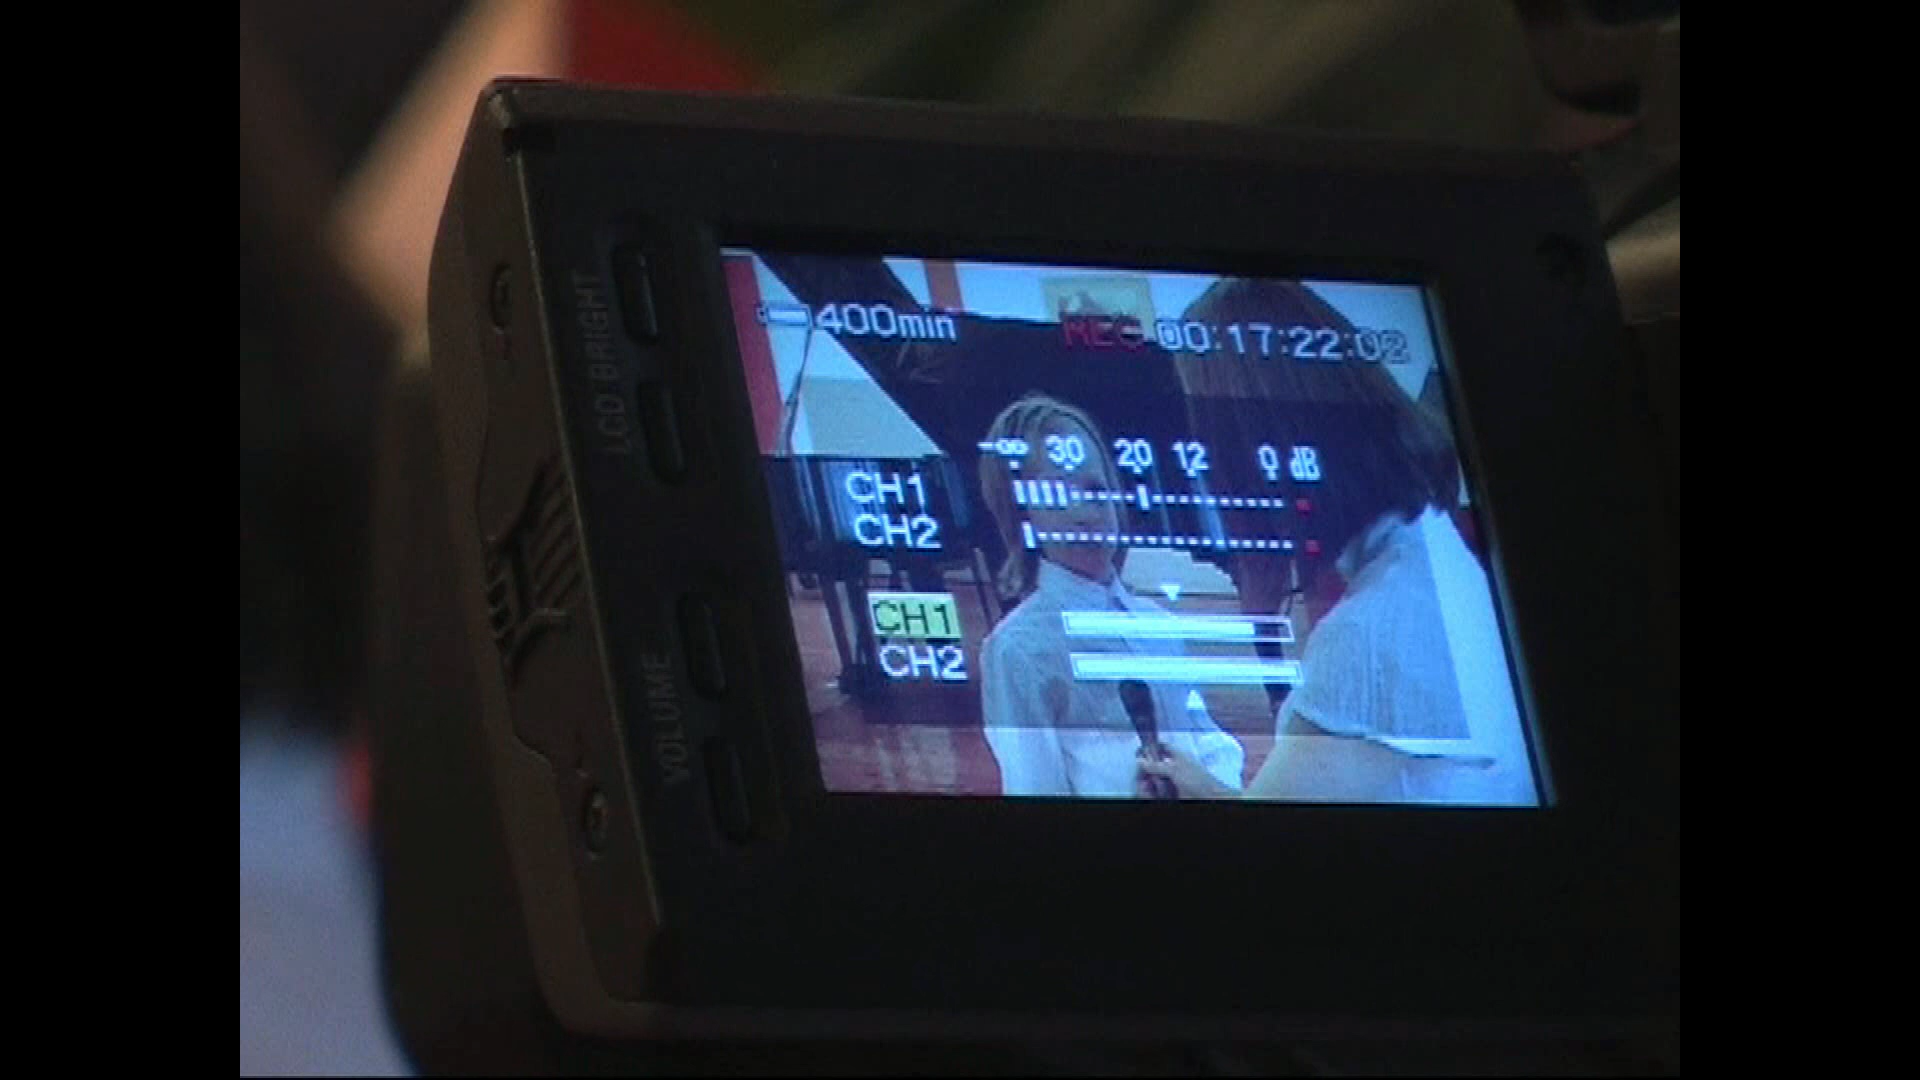 400min REC 00:17:22:02
-∞ 30 20 12 0 dB
CH1
CH2
CH1
CH2
LCD BRIGHT
VOLUME